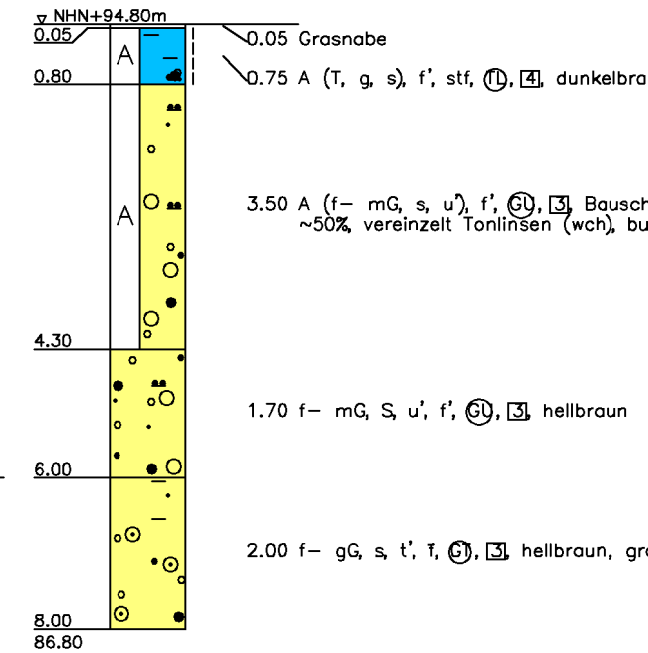 ▽ NHN+94.80m
0.05
0.05 Grasnabe
A
0.80
0.75 A (T, g, s), f', stf, TL, 4, dunkelbra
A
3.50 A (f- mG, s, u'), f', GU, 3, Bausch
~50%, vereinzelt Tonlinsen (wch), bu
4.30
1.70 f- mG, S, u', f', GU, 3, hellbraun
6.00
2.00 f- gG, s, t', f̄, GT, 3, hellbraun, gra
8.00
86.80